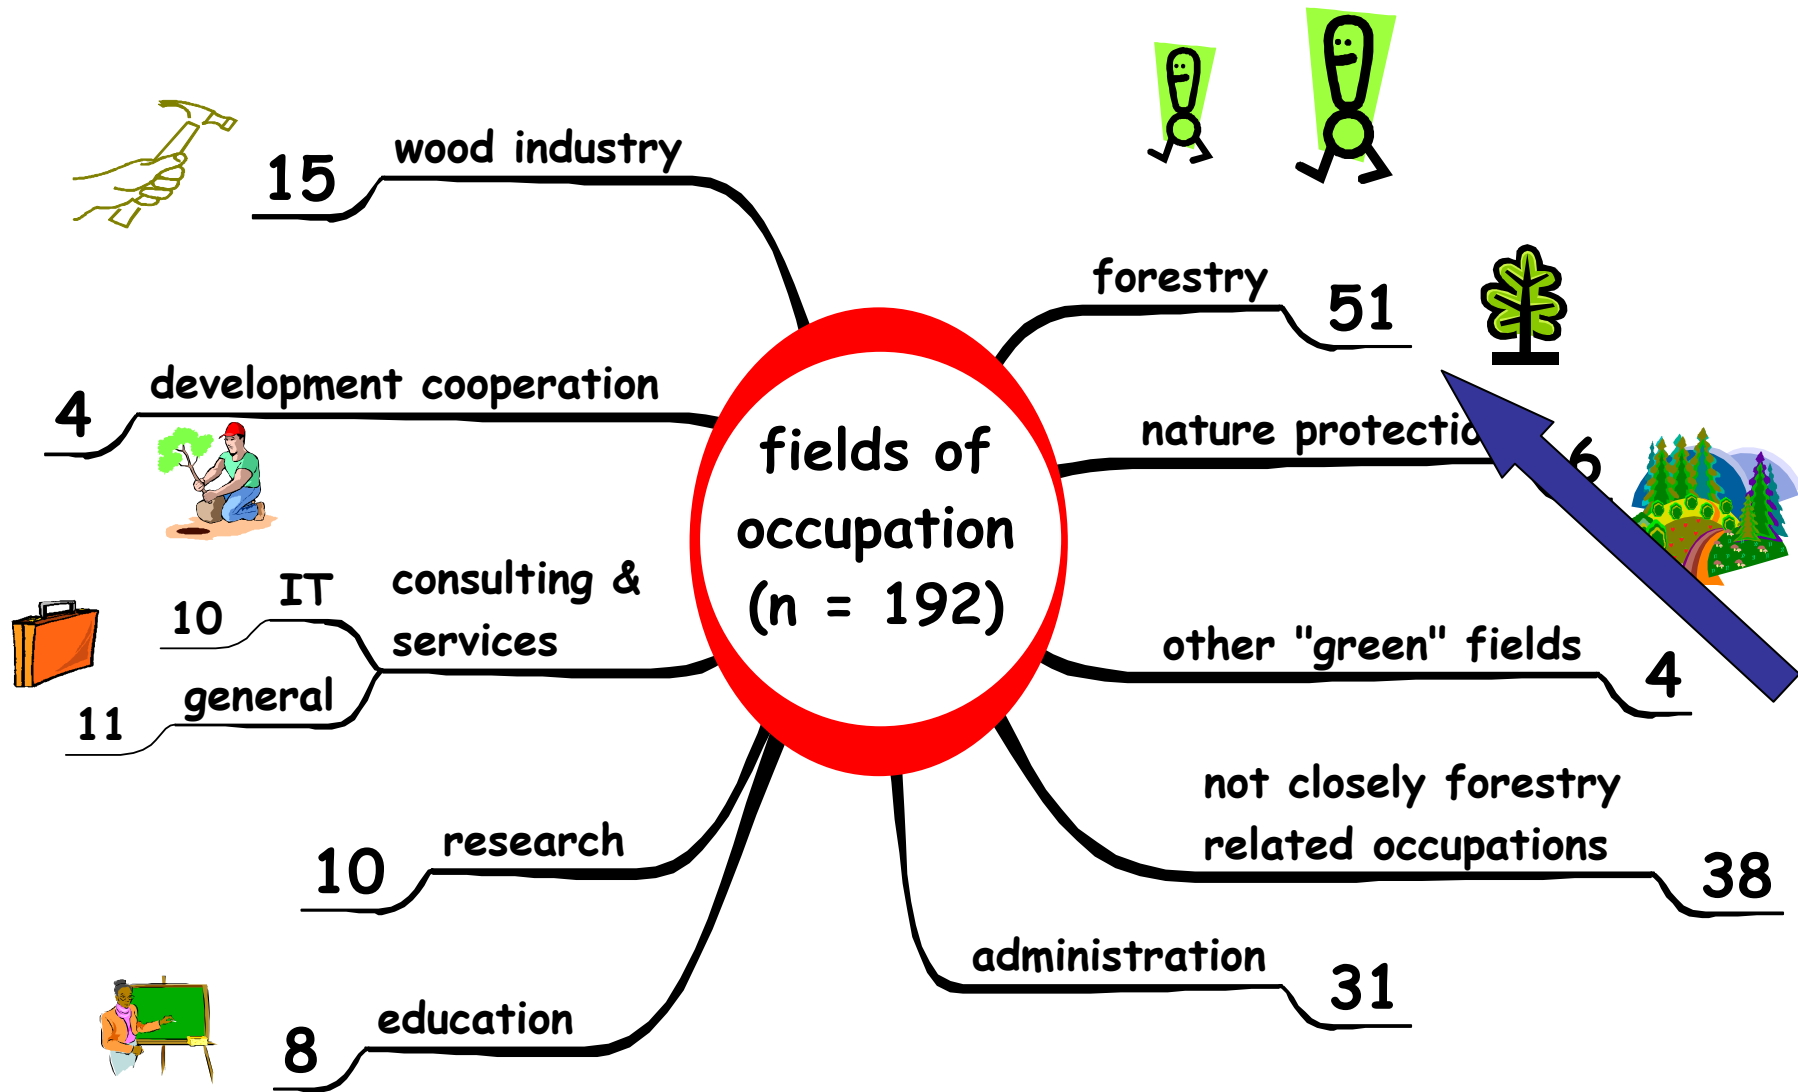 wood industry
15
forestry
51
development cooperation
4
nature protectio
6
fields of
occupation
(n = 192)
consulting &
services
IT
10
general
11
other "green" fields
4
not closely forestry
related occupations
38
research
10
administration
31
education
8